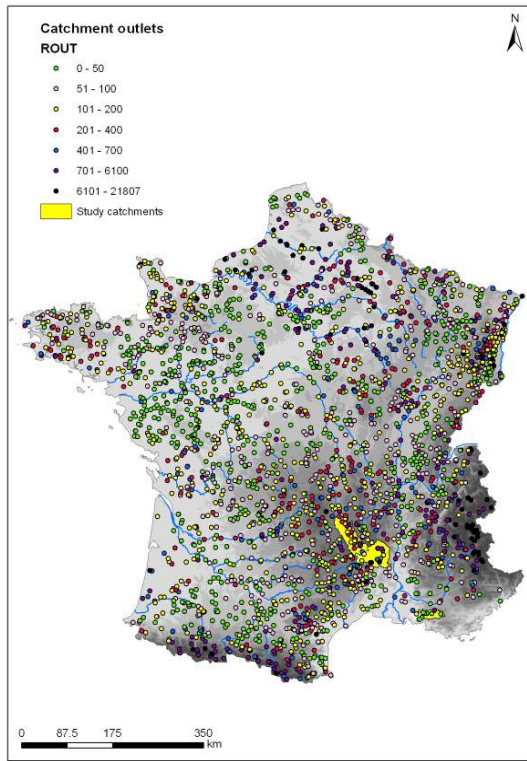 N
Catchment outlets
ROUT
0 - 50
51 - 100
101 - 200
201 - 400
401 - 700
701 - 6100
6101 - 21807
Study catchments
0 87.5 175 350
km